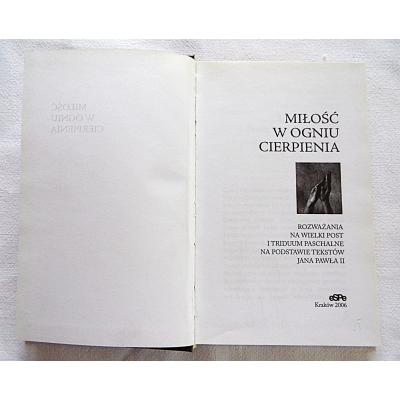 MIŁOŚĆ
W OGNIU
CIERPIENIA
ROZWAŻANIA
NA WIELKI POST
I TRIDUUM PASCHALNE
NA PODSTAWIE TEKSTÓW
JANA PAWŁA II
eSPe
Kraków 2006